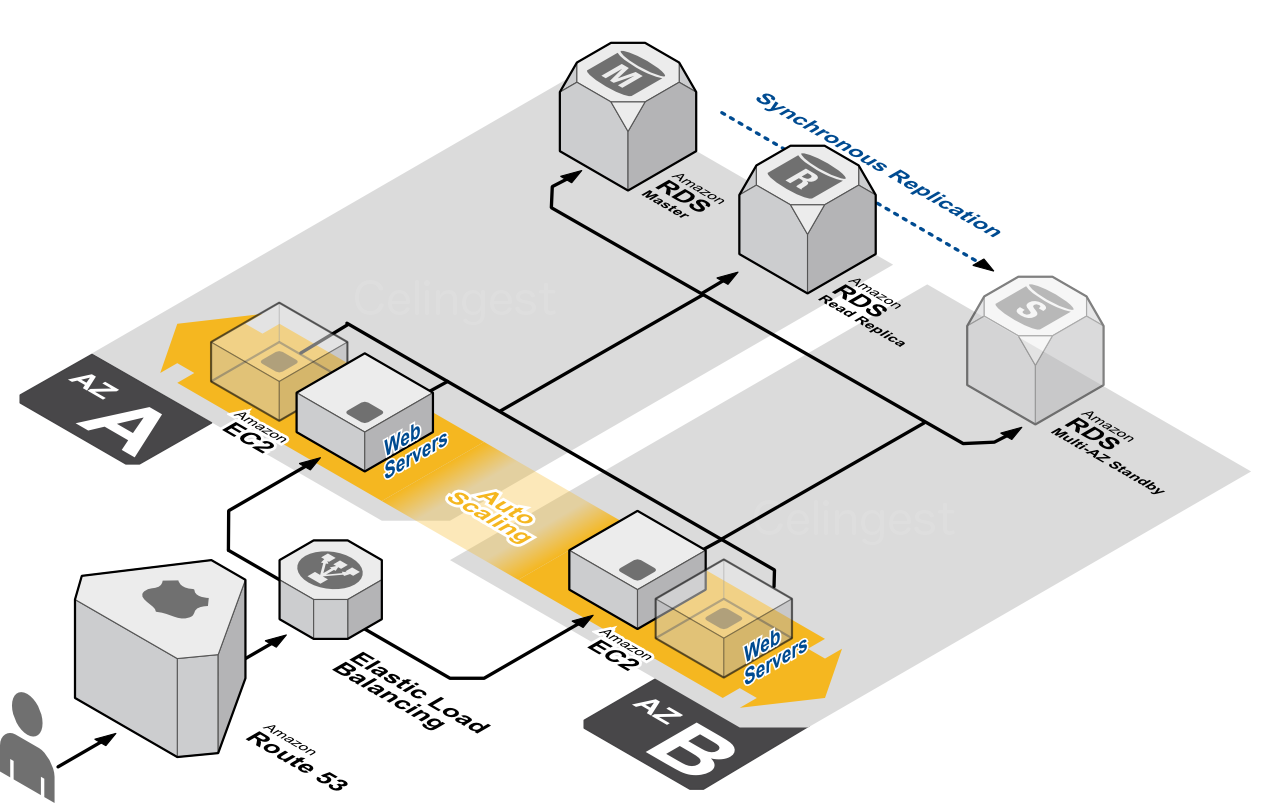 M
Synchronous Replication
R
Amazon
RDS
Master
Amazon
RDS
Read Replica
S
Amazon
RDS
Multi-AZ Standby
Celingest
AZ
A
Amazon
EC2
Web
Servers
Auto
Scaling
Celingest
Amazon
EC2
Web
Servers
AZ
B
Elastic Load
Balancing
Amazon
Route 53